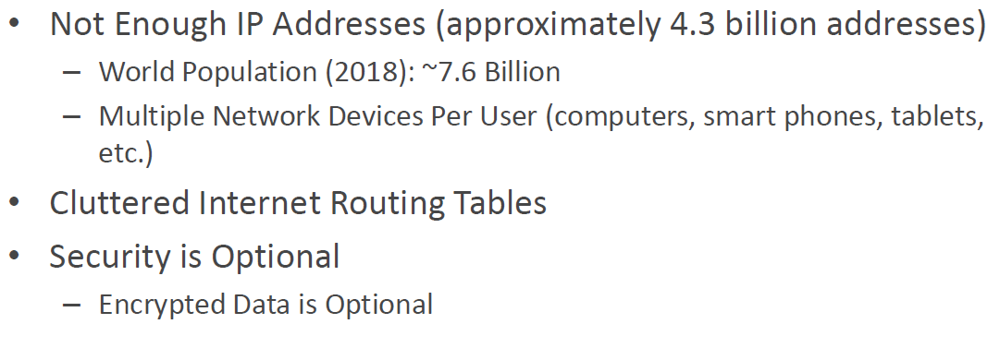 • Not Enough IP Addresses (approximately 4.3 billion addresses)
– World Population (2018): ~7.6 Billion
– Multiple Network Devices Per User (computers, smart phones, tablets,
etc.)
• Cluttered Internet Routing Tables
• Security is Optional
– Encrypted Data is Optional